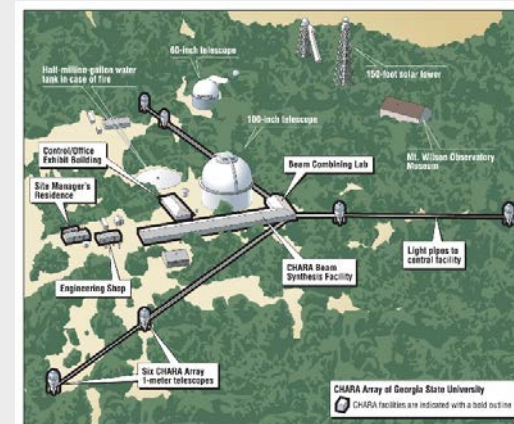 60-inch telescope
150-foot solar tower
Half-million-gallon water
tank in case of fire
100-inch telescope
Control/Office
Exhibit Building
Beam Combining Lab
Mt. Wilson Observatory
Museum
Site Manager's
Residence
Light pipes to
central facility
CHARA Beam
Synthesis Facility
Engineering Shop
Six CHARA Array
1-meter telescopes
CHARA Array of Georgia State University
CHARA facilities are indicated with a bold outline